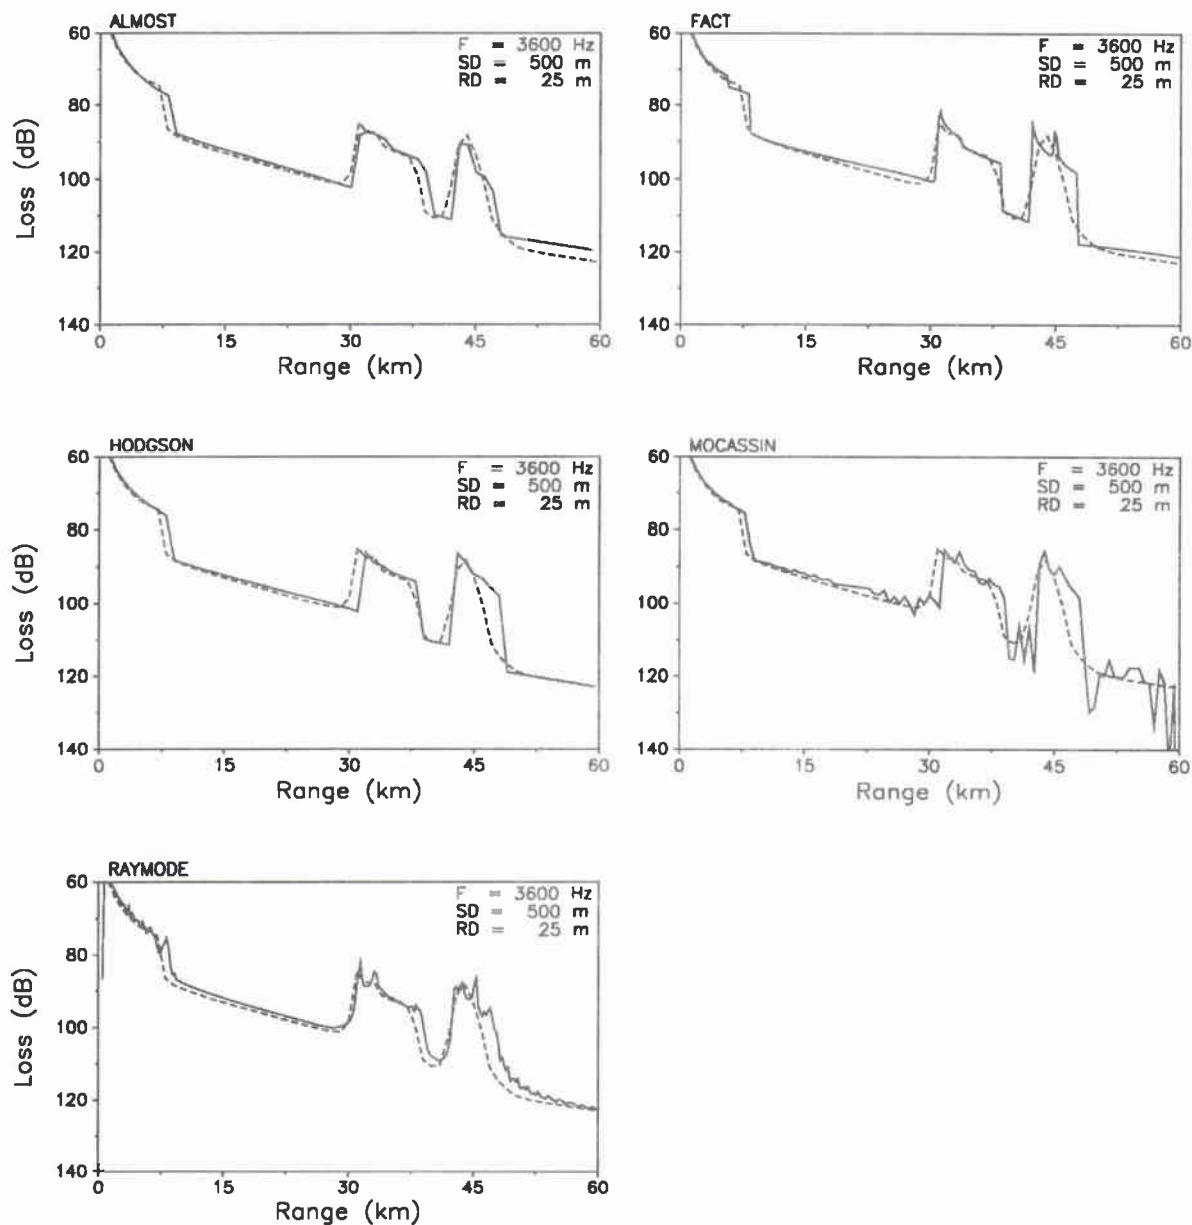 ALMOST
F = 3600 Hz
SD = 500 m
RD = 25 m
60
80
100
120
140
Loss (dB)
0 15 30 45 60
Range (km)
FACT
F = 3600 Hz
SD = 500 m
RD = 25 m
60
80
100
120
140
0 15 30 45 60
Range (km)
HODGSON
F = 3600 Hz
SD = 500 m
RD = 25 m
60
80
100
120
140
Loss (dB)
0 15 30 45 60
Range (km)
MOCASSIN
F = 3600 Hz
SD = 500 m
RD = 25 m
60
80
100
120
140
0 15 30 45 60
Range (km)
RAYMODE
F = 3600 Hz
SD = 500 m
RD = 25 m
60
80
100
120
140
Loss (dB)
0 15 30 45 60
Range (km)